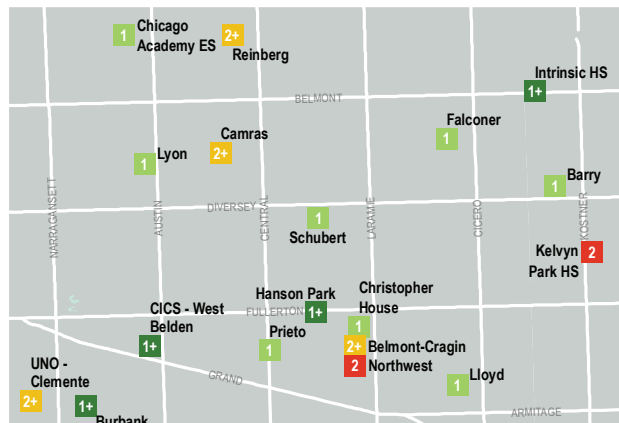 1 Chicago
Academy ES
2+
Reinberg
Intrinsic HS
1+
BELMONT
Falconer
1
Camras
2+
Lyon
1
Barry
1
DIVERSEY
NARRAGANSETT
AUSTIN
CENTRAL
LARAMIE
CICERO
KOSTNER
1
Schubert
Kelvyn
Park HS
2
Hanson Park
1+
FULLERTON
Christopher
House
1
CICS - West
Belden
1+
Prieto
1
2+ Belmont-Cragin
2 Northwest
GRAND
UNO -
Clemente
2+
1+
Burbank
Lloyd
1
ARMITAGE